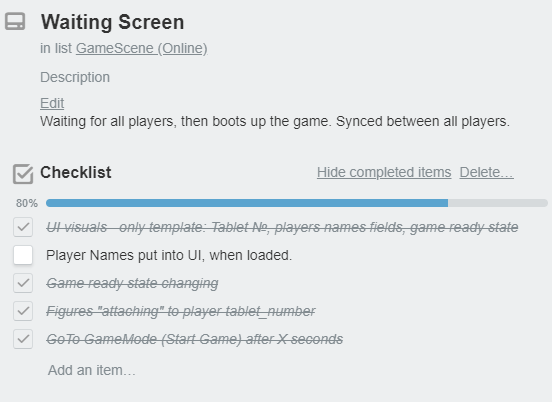 Waiting Screen
in list GameScene (Online)
Description
Edit
Waiting for all players, then boots up the game. Synced between all players.
Checklist
Hide completed items Delete...
80%
UI visuals - only template: Tablet №, players names fields, game ready state
Player Names put into UI, when loaded.
Game ready state changing
Figures "attaching" to player tablet_number
GoTo GameMode (Start Game) after X seconds
Add an item...